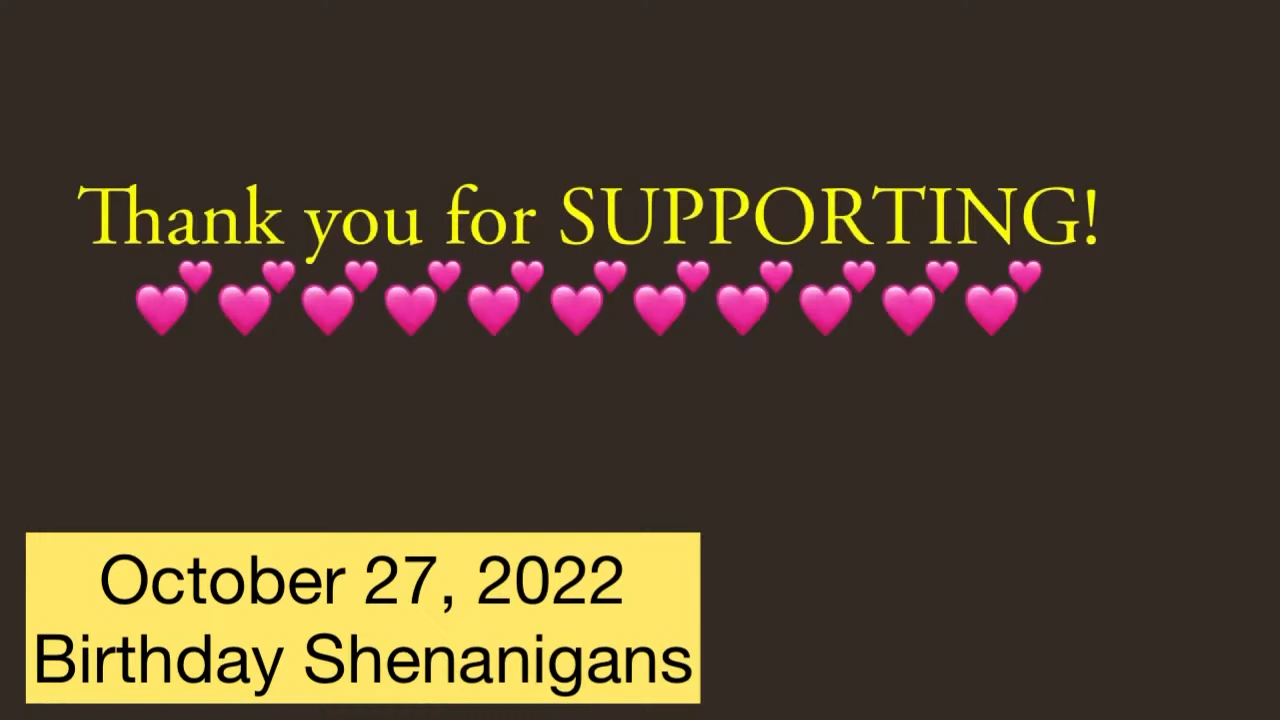 Thank you for SUPPORTING!
💕💕💕💕💕💕💕💕💕💕💕
October 27, 2022
Birthday Shenanigans